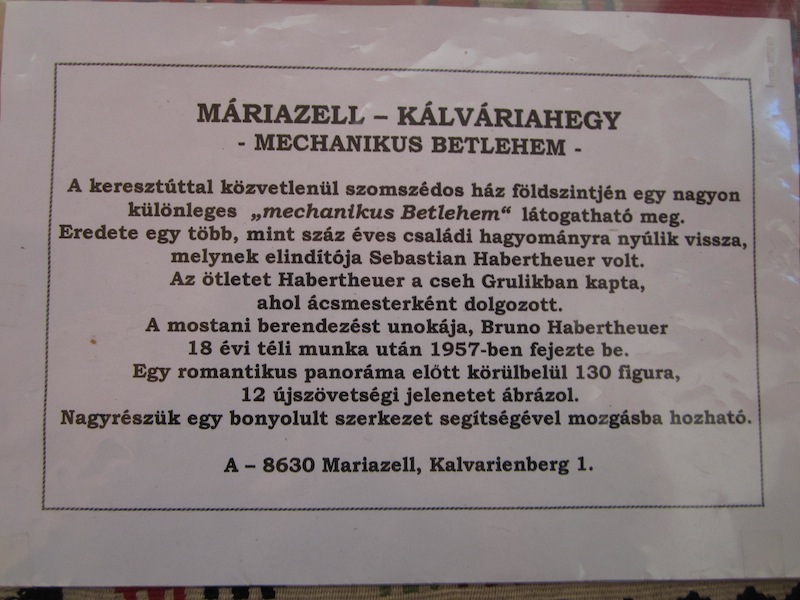 MÁRIAZELL – KÁLVÁRIAHEGY
- MECHANIKUS BETLEHEM -
A keresztúttal közvetlenül szomszédos ház földszintjén egy nagyon
különleges „mechanikus Betlehem“ látogatható meg.
Eredete egy több, mint száz éves családi hagyományra nyúlik vissza,
melynek elindítója Sebastian Habertheuer volt.
Az ötletet Habertheuer a cseh Grulikban kapta,
ahol ácsmesterként dolgozott.
A mostani berendezést unokája, Bruno Habertheuer
18 évi téli munka után 1957-ben fejezte be.
Egy romantikus panoráma előtt körülbelül 130 figura,
12 újszövetségi jelenetet ábrázol.
Nagyrészük egy bonyolult szerkezet segítségével mozgásba hozható.
A – 8630 Mariazell, Kalvarienberg 1.